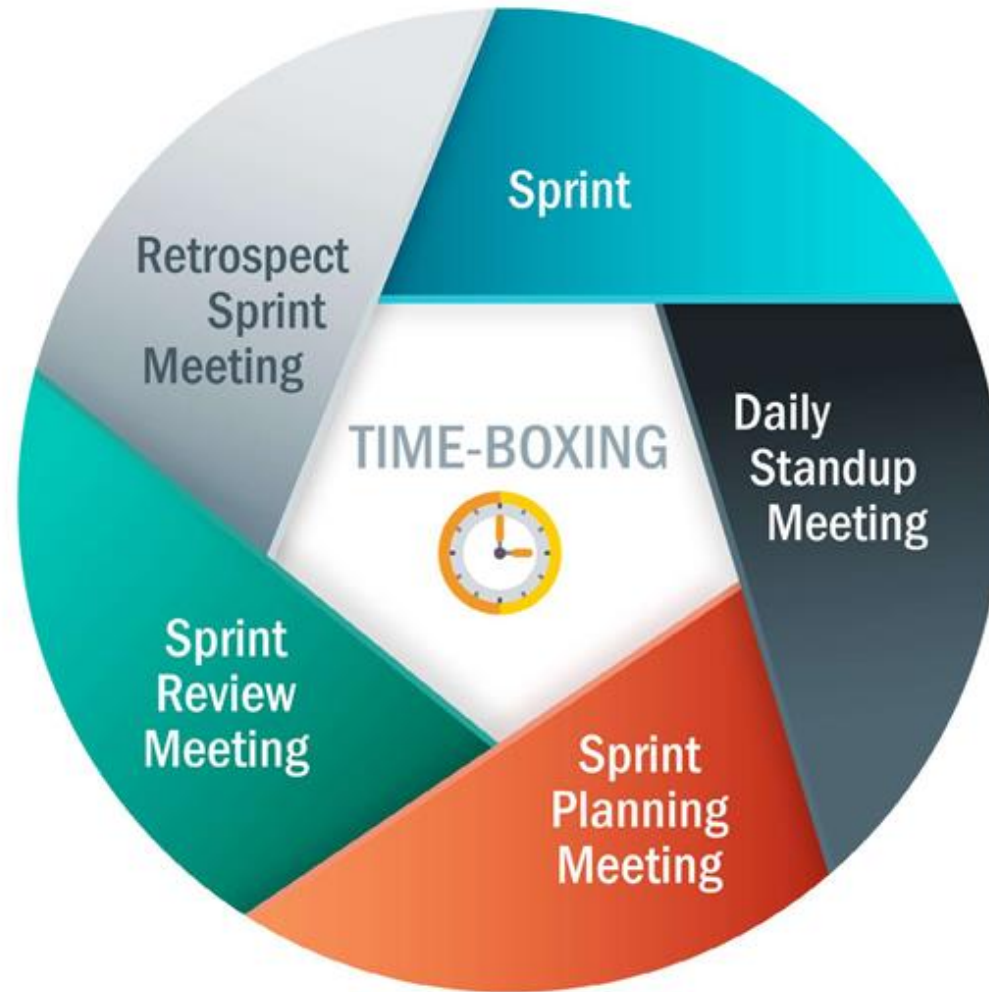 Sprint
Daily
Standup
Meeting
Sprint
Planning
Meeting
Sprint
Review
Meeting
Retrospect
Sprint
Meeting
TIME-BOXING